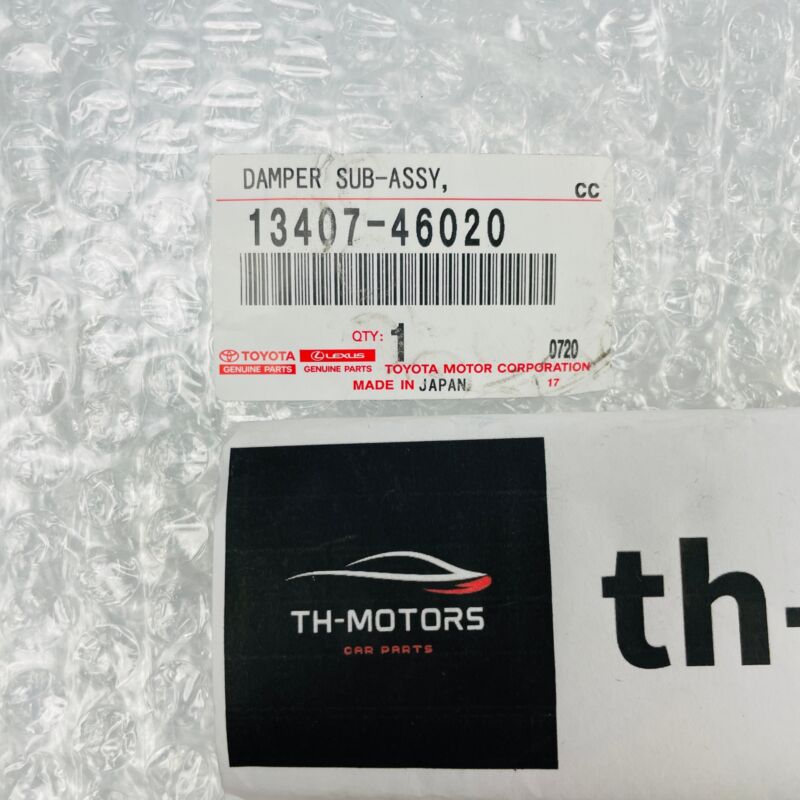 DAMPER SUB-ASSY,
CC
13407-46020
QTY: 1
0720
TOYOTA LEXUS
GENUINE PARTS GENUINE PARTS TOYOTA MOTOR CORPORATION
MADE IN JAPAN 17
TH-MOTORS
CAR PARTS
th-